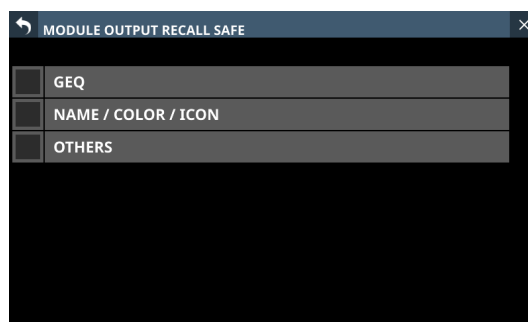 MODULE OUTPUT RECALL SAFE
GEQ
NAME / COLOR / ICON
OTHERS